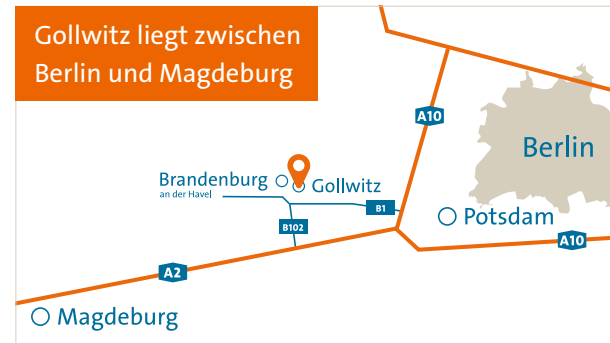 Gollwitz liegt zwischen
Berlin und Magdeburg
A10
Berlin
Brandenburg
an der Havel
Gollwitz
B1
Potsdam
B102
A10
A2
Magdeburg